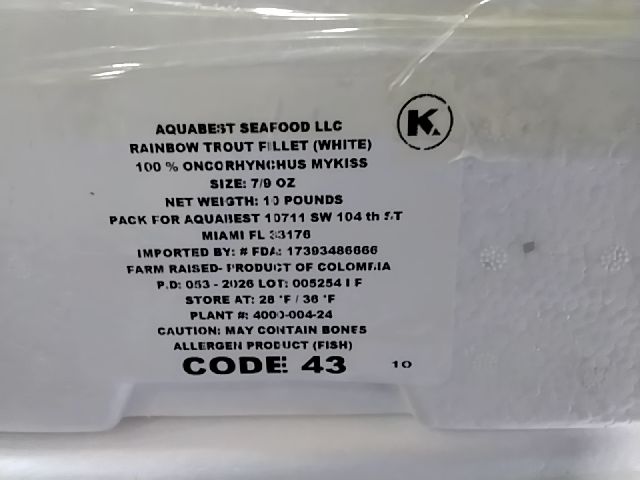 K
AQUABEST SEAFOOD LLC
RAINBOW TROUT FILLET (WHITE)
100 % ONCORHYNCHUS MYKISS
SIZE: 7/9 OZ
NET WEIGTH: 10 POUNDS
PACK FOR AQUABEST 10711 SW 104 th ST
MIAMI FL 33176
IMPORTED BY: # FDA: 17393486666
FARM RAISED- PRODUCT OF COLOMBIA
P.D: 053 - 2026 LOT: 005254 I F
STORE AT: 28 °F / 36 °F
PLANT #: 4000-004-24
CAUTION: MAY CONTAIN BONES
ALLERGEN PRODUCT (FISH)
CODE 43 10